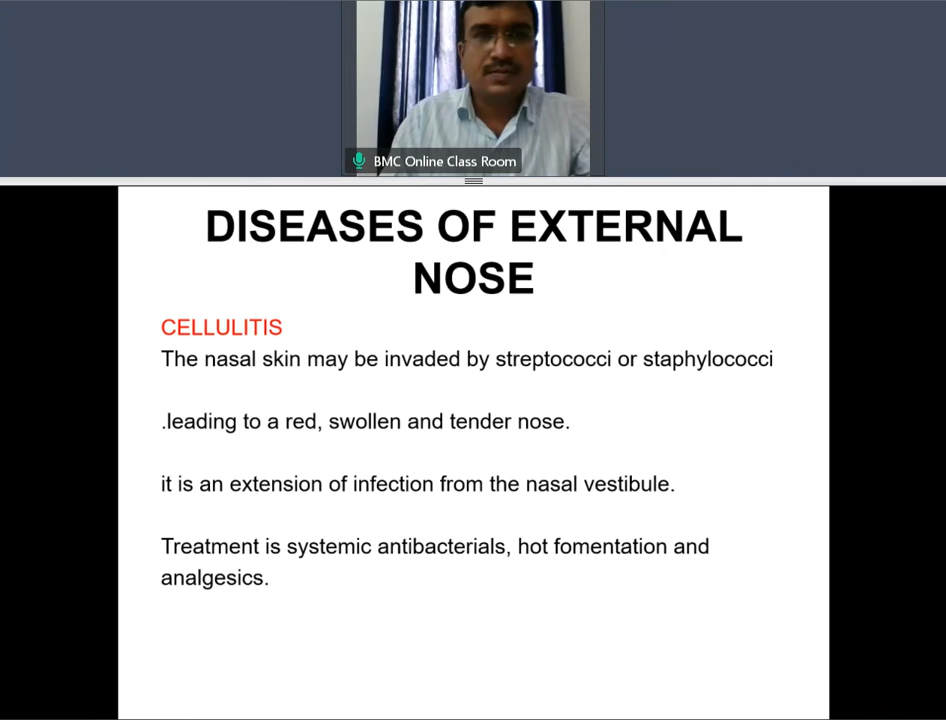 BMC Online Class Room
DISEASES OF EXTERNAL
NOSE
CELLULITIS
The nasal skin may be invaded by streptococci or staphylococci
.leading to a red, swollen and tender nose.
it is an extension of infection from the nasal vestibule.
Treatment is systemic antibacterials, hot fomentation and
analgesics.